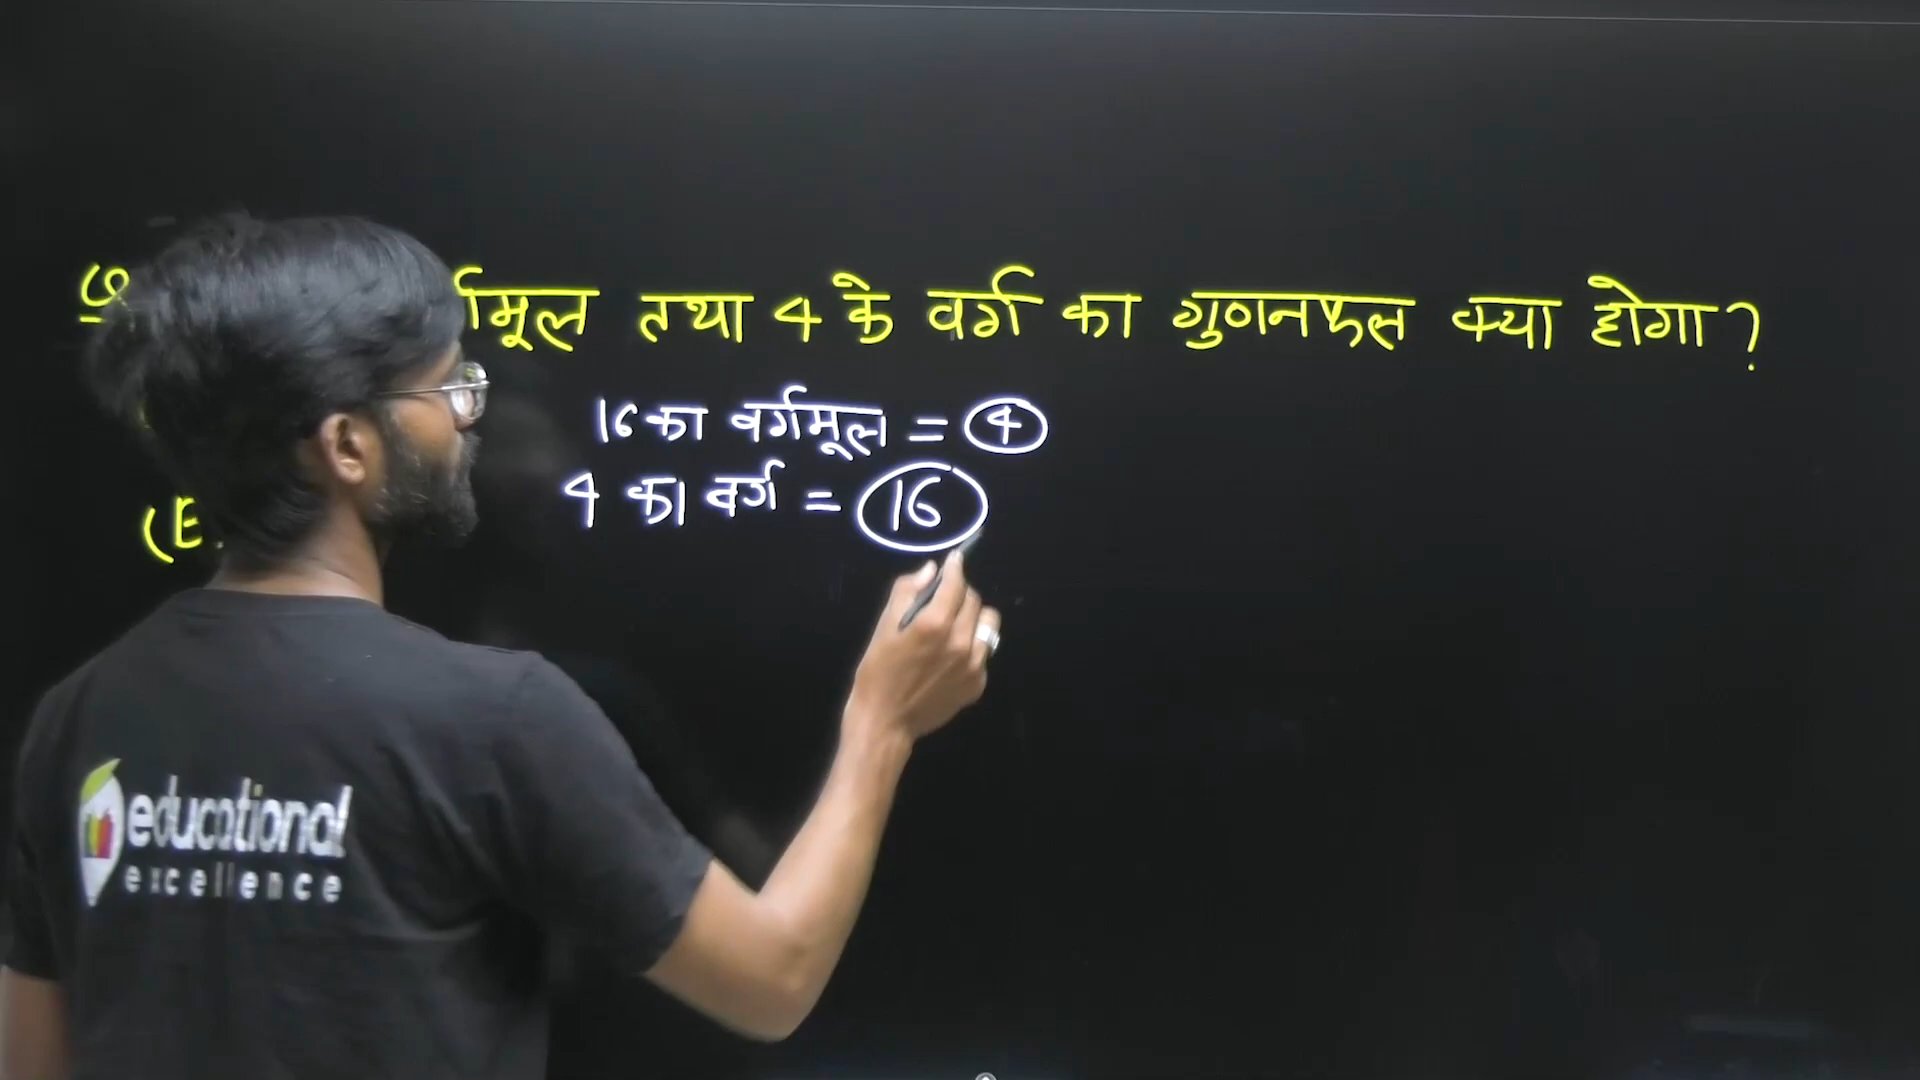 Q
तथा 4 के वर्ग का गुणनफल क्या होगा?
16 का वर्गमूल = 4
4 का वर्ग = 16
(E
educational
excellence